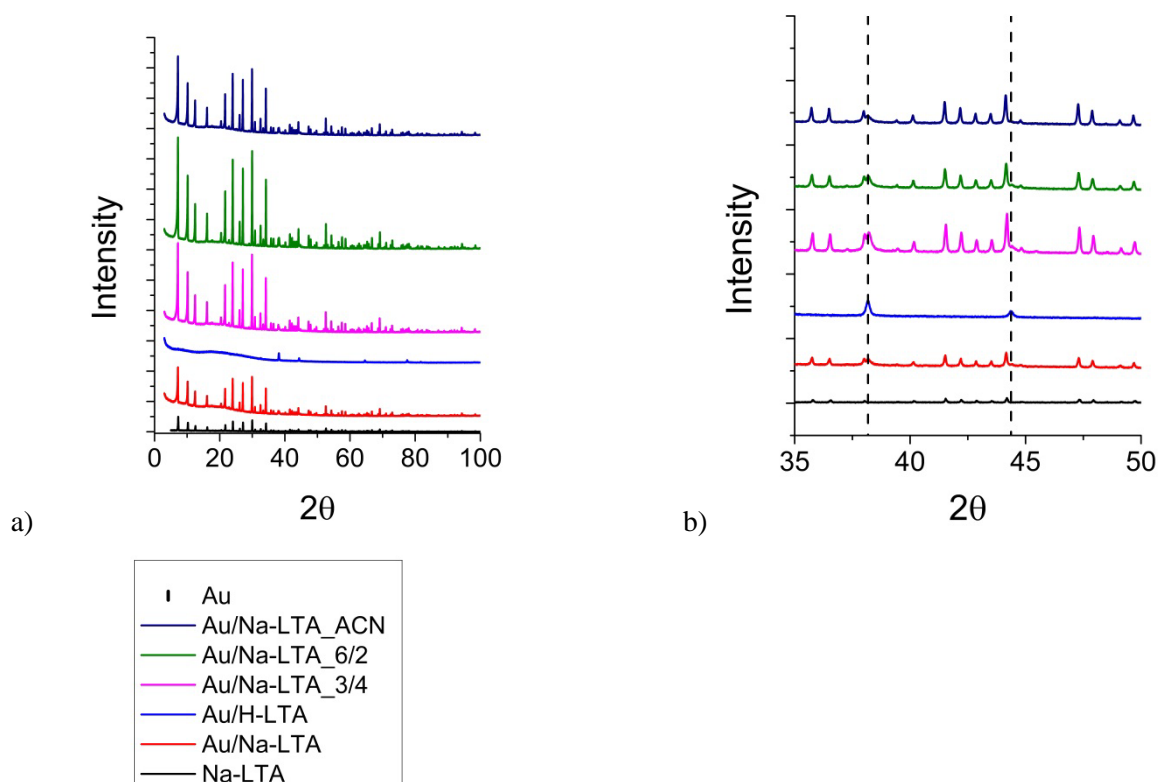 Intensity
0 20 40 60 80 100
2θ
a)
Intensity
35 40 45 50
2θ
b)
Au
Au/Na-LTA_ACN
Au/Na-LTA_6/2
Au/Na-LTA_3/4
Au/H-LTA
Au/Na-LTA
Na-LTA